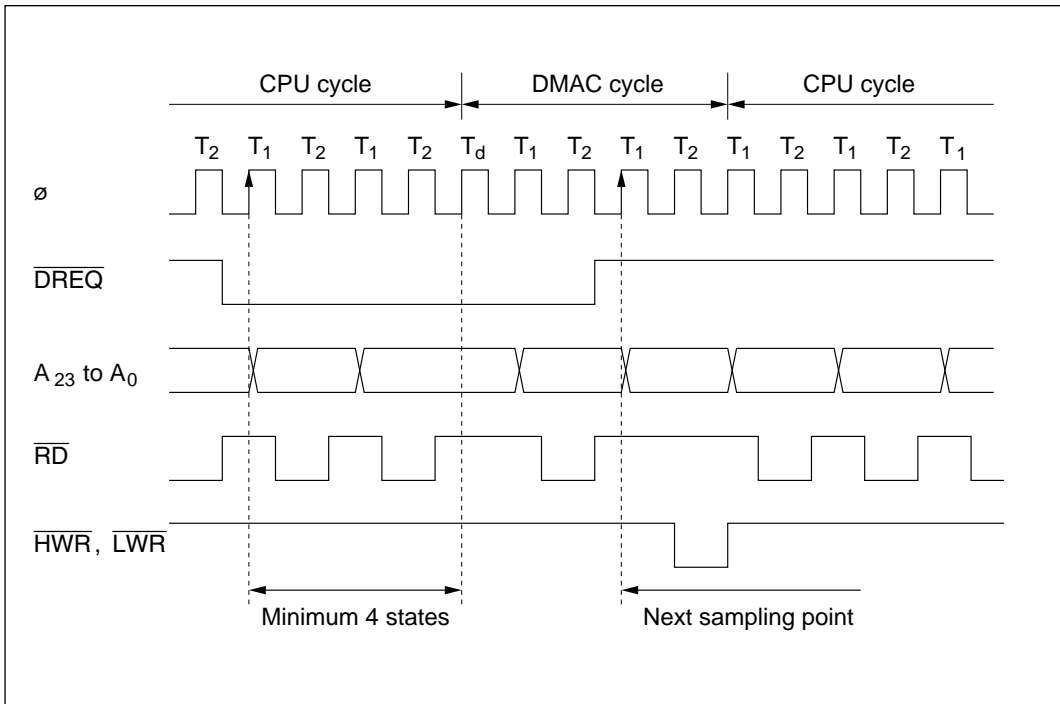 CPU cycle DMAC cycle CPU cycle
T2 T1 T2 T1 T2 Td T1 T2 T1 T2 T1 T2 T1 T2 T1
ø
DREQ
A23 to A0
RD
HWR, LWR
Minimum 4 states Next sampling point